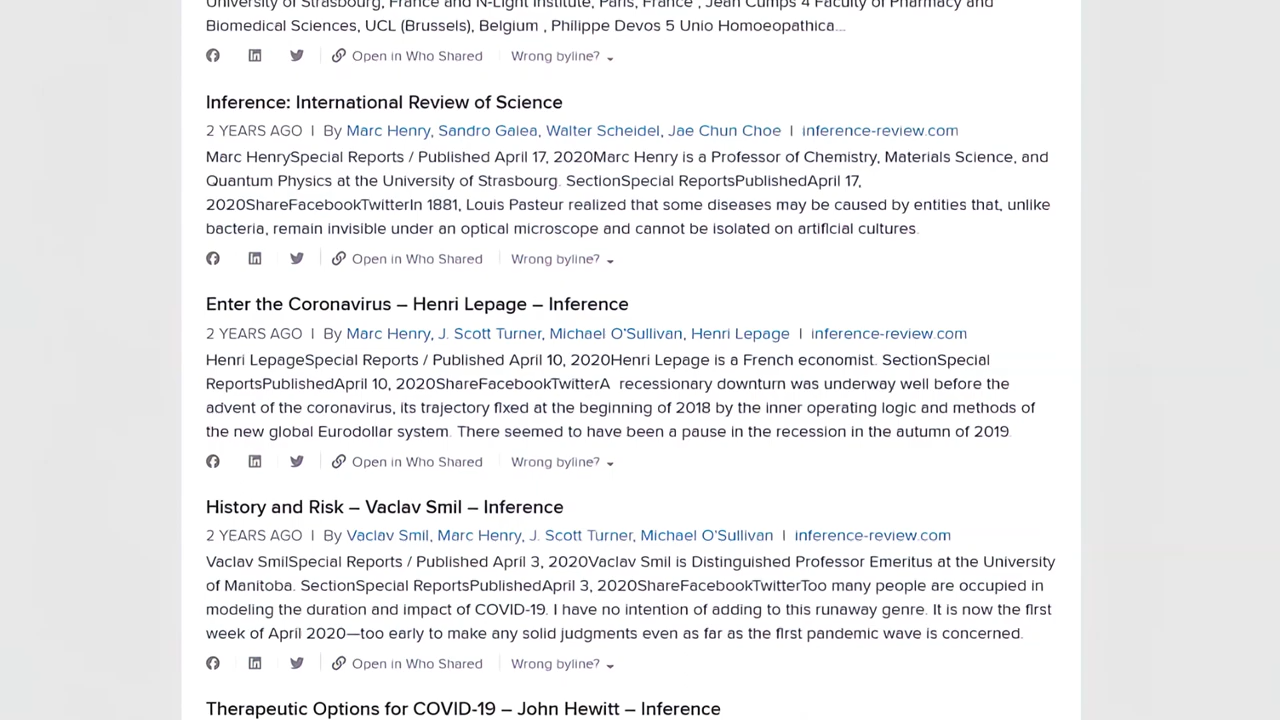 University of Strasbourg, France and N-Light Institute, Paris, France , Jean Cumps 4 Faculty of Pharmacy and
Biomedical Sciences, UCL (Brussels), Belgium , Philippe Devos 5 Unio Homoeopathica...
Open in Who Shared Wrong byline?
Inference: International Review of Science
2 YEARS AGO | By Marc Henry, Sandro Galea, Walter Scheidel, Jae Chun Choe | inference-review.com
Marc HenrySpecial Reports / Published April 17, 2020Marc Henry is a Professor of Chemistry, Materials Science, and
Quantum Physics at the University of Strasbourg. SectionSpecial ReportsPublishedApril 17,
2020ShareFacebookTwitterIn 1881, Louis Pasteur realized that some diseases may be caused by entities that, unlike
bacteria, remain invisible under an optical microscope and cannot be isolated on artificial cultures.
Open in Who Shared Wrong byline?
Enter the Coronavirus – Henri Lepage – Inference
2 YEARS AGO | By Marc Henry, J. Scott Turner, Michael O'Sullivan, Henri Lepage | inference-review.com
Henri LepageSpecial Reports / Published April 10, 2020Henri Lepage is a French economist. SectionSpecial
ReportsPublishedApril 10, 2020ShareFacebookTwitterA recessionary downturn was underway well before the
advent of the coronavirus, its trajectory fixed at the beginning of 2018 by the inner operating logic and methods of
the new global Eurodollar system. There seemed to have been a pause in the recession in the autumn of 2019.
Open in Who Shared Wrong byline?
History and Risk – Vaclav Smil – Inference
2 YEARS AGO | By Vaclav Smil, Marc Henry, J. Scott Turner, Michael O'Sullivan | inference-review.com
Vaclav SmilSpecial Reports / Published April 3, 2020Vaclav Smil is Distinguished Professor Emeritus at the University
of Manitoba. SectionSpecial ReportsPublishedApril 3, 2020ShareFacebookTwitterToo many people are occupied in
modeling the duration and impact of COVID-19. I have no intention of adding to this runaway genre. It is now the first
week of April 2020—too early to make any solid judgments even as far as the first pandemic wave is concerned.
Open in Who Shared Wrong byline?
Therapeutic Options for COVID-19 – John Hewitt – Inference